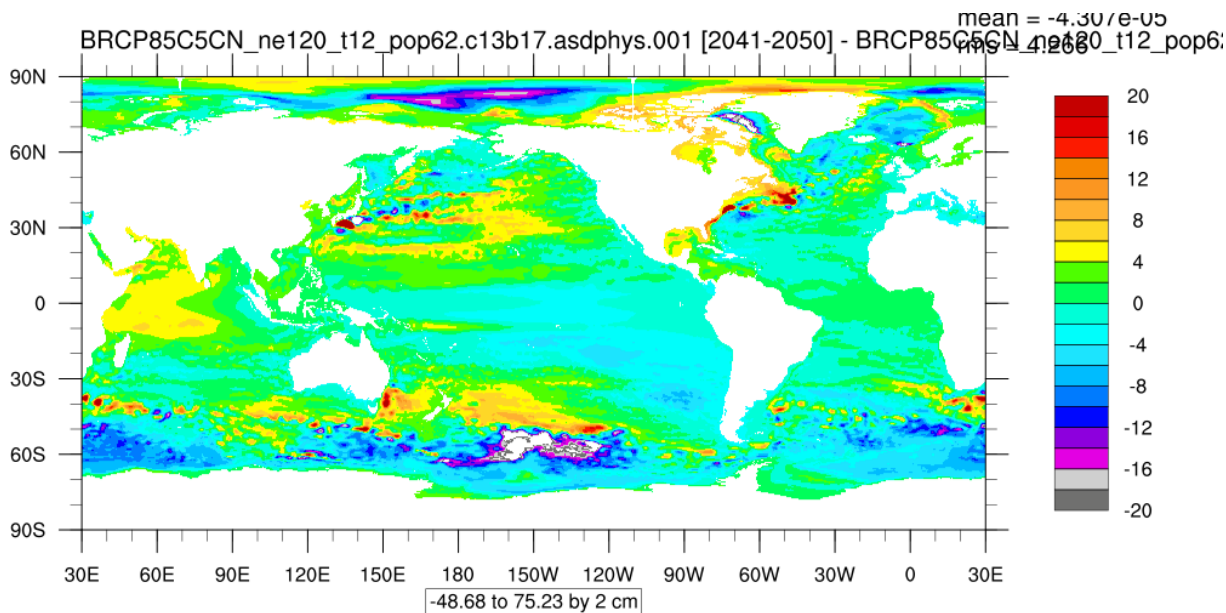 mean = -4.307e-05
BRCP85C5CN_ne120_t12_pop62.c13b17.asdphys.001 [2041-2050] - BRCP85C5CN_ne120_t12_pop62
rms = 4.266
90N
60N
30N
0
30S
60S
90S
30E 60E 90E 120E 150E 180 150W 120W 90W 60W 30W 0 30E
20
16
12
8
4
0
-4
-8
-12
-16
-20
-48.68 to 75.23 by 2 cm